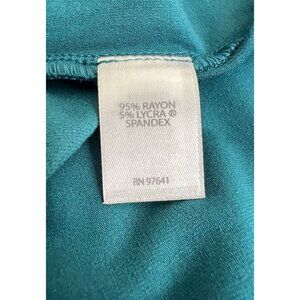 95% RAYON
5% LYCRA ®
SPANDEX
RN 97641